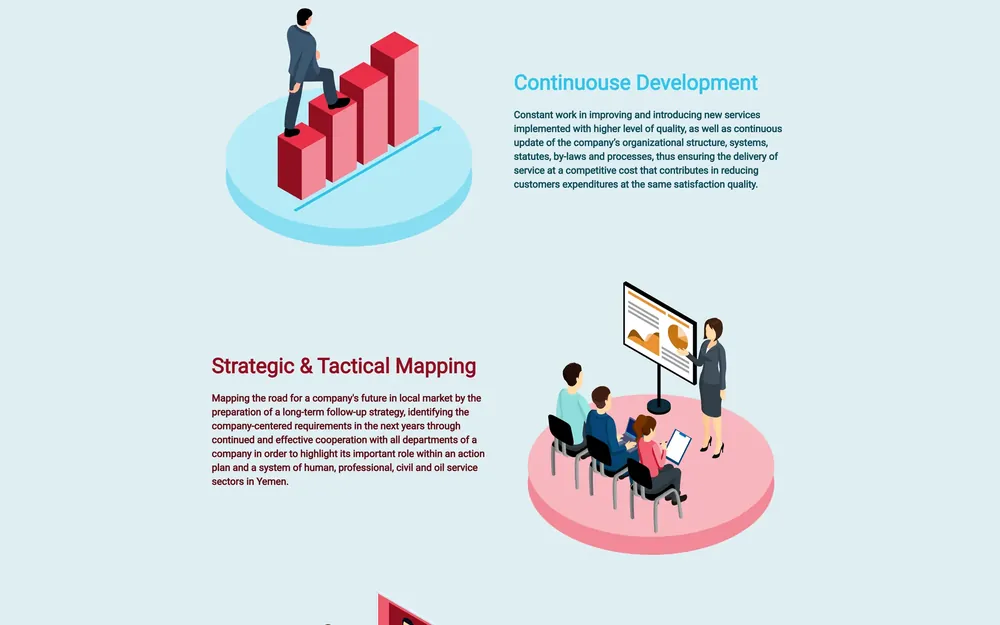 Continuouse Development
Constant work in improving and introducing new services
implemented with higher level of quality, as well as continuous
update of the company's organizational structure, systems,
statutes, by-laws and processes, thus ensuring the delivery of
service at a competitive cost that contributes in reducing
customers expenditures at the same satisfaction quality.
Strategic & Tactical Mapping
Mapping the road for a company's future in local market by the
preparation of a long-term follow-up strategy, identifying the
company-centered requirements in the next years through
continued and effective cooperation with all departments of a
company in order to highlight its important role within an action
plan and a system of human, professional, civil and oil service
sectors in Yemen.